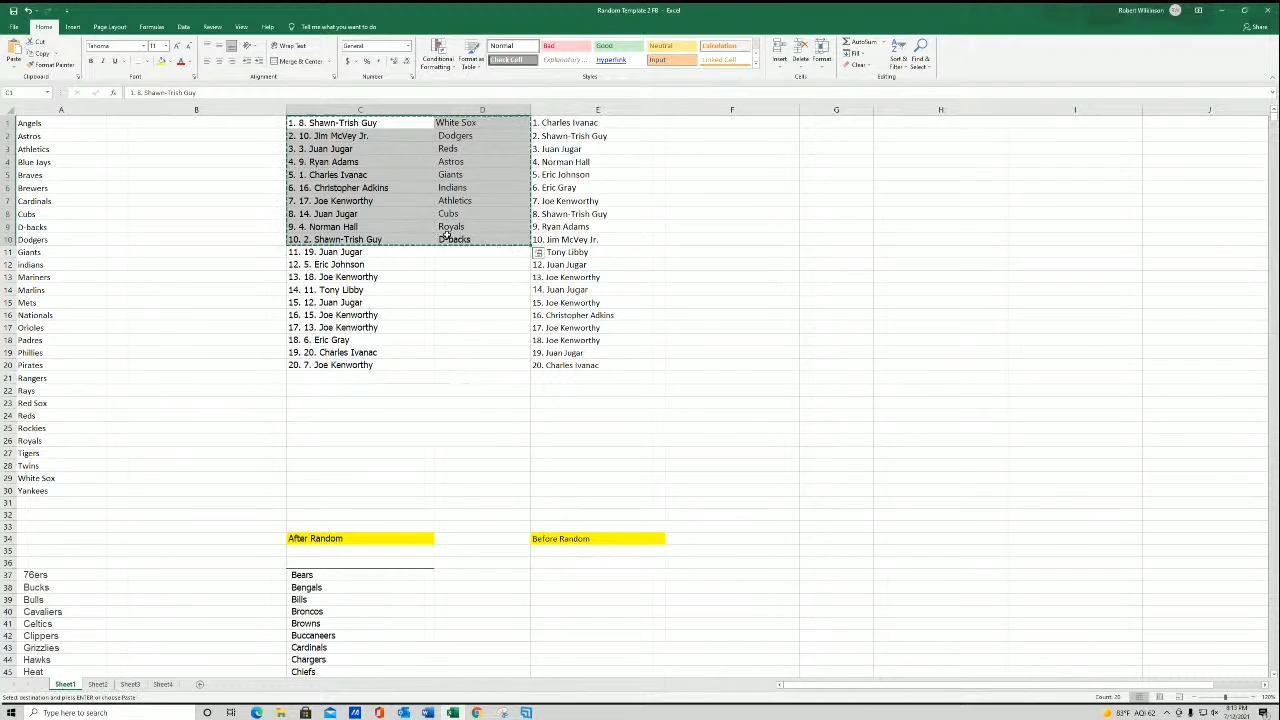 Random Template 2 FB - Excel
Robert Wilkinson RW
File Home Insert Page Layout Formulas Data Review View Help Tell me what you want to do Share
Paste Cut Copy Format Painter Clipboard
Tahoma 11 B I U Font
Wrap Text Merge & Center Alignment
General $ % Number
Conditional Formatting Format as Table
Normal Bad Good Neutral Calculation
Check Cell Explanatory ... Hyperlink Input Linked Cell
Styles
Insert Delete Format Cells
AutoSum Fill Clear Sort & Filter Find & Select Editing
C1 fx 1. 8. Shawn-Trish Guy
A B C D E F G H I J
1 Angels 1. 8. Shawn-Trish Guy White Sox 1. Charles Ivanac
2 Astros 2. 10. Jim McVey Jr. Dodgers 2. Shawn-Trish Guy
3 Athletics 3. 3. Juan Jugar Reds 3. Juan Jugar
4 Blue Jays 4. 9. Ryan Adams Astros 4. Norman Hall
5 Braves 5. 1. Charles Ivanac Giants 5. Eric Johnson
6 Brewers 6. 16. Christopher Adkins Indians 6. Eric Gray
7 Cardinals 7. 17. Joe Kenworthy Athletics 7. Joe Kenworthy
8 Cubs 8. 14. Juan Jugar Cubs 8. Shawn-Trish Guy
9 D-backs 9. 4. Norman Hall Royals 9. Ryan Adams
10 Dodgers 10. 2. Shawn-Trish Guy D-backs 10. Jim McVey Jr.
11 Giants 11. 19. Juan Jugar Tony Libby
12 indians 12. 5. Eric Johnson 12. Juan Jugar
13 Mariners 13. 18. Joe Kenworthy 13. Joe Kenworthy
14 Marlins 14. 11. Tony Libby 14. Juan Jugar
15 Mets 15. 12. Juan Jugar 15. Joe Kenworthy
16 Nationals 16. 15. Joe Kenworthy 16. Christopher Adkins
17 Orioles 17. 13. Joe Kenworthy 17. Joe Kenworthy
18 Padres 18. 6. Eric Gray 18. Joe Kenworthy
19 Phillies 19. 20. Charles Ivanac 19. Juan Jugar
20 Pirates 20. 7. Joe Kenworthy 20. Charles Ivanac
21 Rangers
22 Rays
23 Red Sox
24 Reds
25 Rockies
26 Royals
27 Tigers
28 Twins
29 White Sox
30 Yankees
31
32
33
34 After Random Before Random
35
36
37 76ers Bears
38 Bucks Bengals
39 Bulls Bills
40 Cavaliers Broncos
41 Celtics Browns
42 Clippers Buccaneers
43 Grizzlies Cardinals
44 Hawks Chargers
45 Heat Chiefs
Sheet1 Sheet2 Sheet3 Sheet4
Select destination and press ENTER or choose Paste Count: 20 120%
Type here to search 83°F AQI 62 8:13 PM
7/12/2021